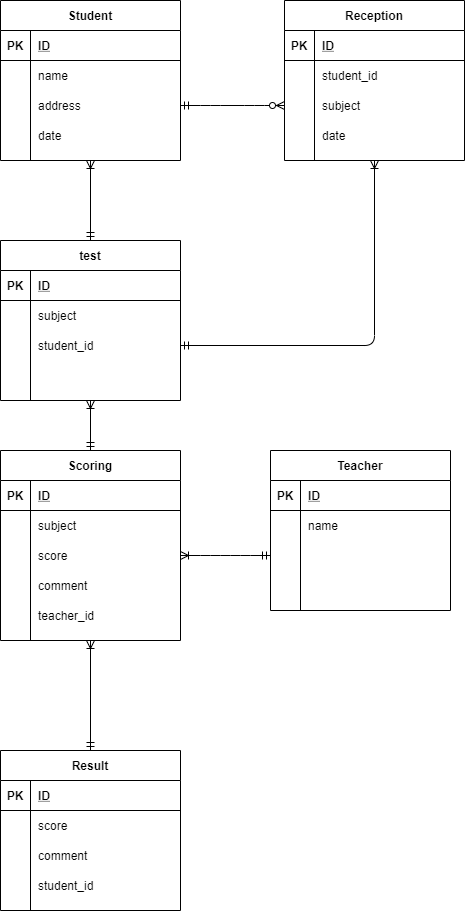 Student
PK ID
name
address
date
Reception
PK ID
student_id
subject
date
test
PK ID
subject
student_id
Scoring
PK ID
subject
score
comment
teacher_id
Teacher
PK ID
name
Result
PK ID
score
comment
student_id